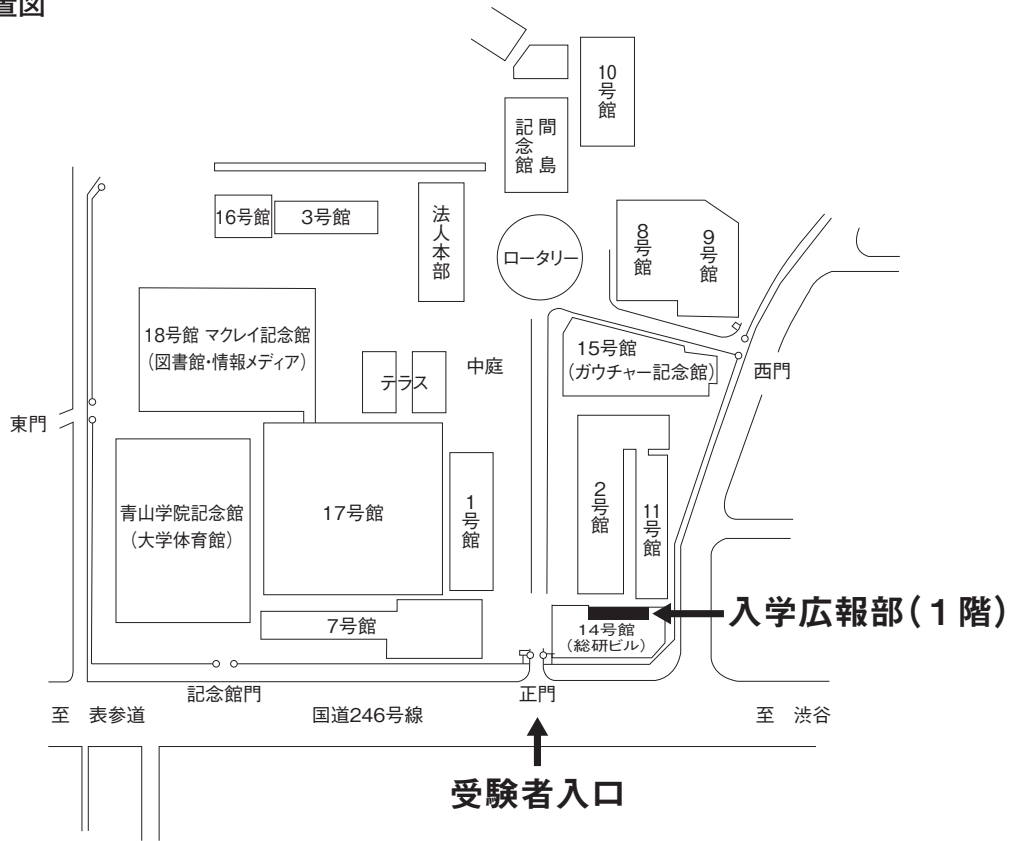 置図
10号館
間島
記念館
16号館
3号館
法人本部
ロータリー
8号館
9号館
18号館 マクレイ記念館
（図書館・情報メディア）
テラス
中庭
15号館
（ガウチャー記念館）
西門
東門
青山学院記念館
（大学体育館）
17号館
1号館
2号館
11号館
入学広報部（1階）
7号館
14号館
（総研ビル）
記念館門
正門
至 表参道
国道246号線
至 渋谷
受験者入口